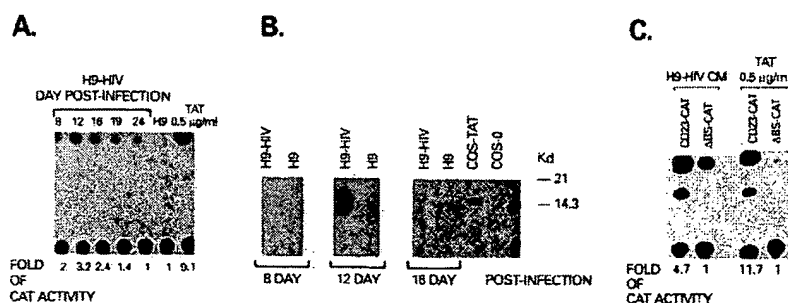 A.
H9-HIV
DAY POST-INFECTION TAT
8 12 16 19 24 H9 0.5 µg/ml
FOLD 2 3.2 2.4 1.4 1 1 9.1
OF
CAT ACTIVITY
B.
H9-HIV H9 H9-HIV H9 H9-HIV H9 COS-TAT COS-0
Kd
— 21
— 14.3
8 DAY 12 DAY 18 DAY POST-INFECTION
C.
TAT
H9-HIV CM 0.5 µg/ml
CD23-CAT ΔBS-CAT CD23-CAT ΔBS-CAT
FOLD 4.7 1 11.7 1
OF
CAT ACTIVITY